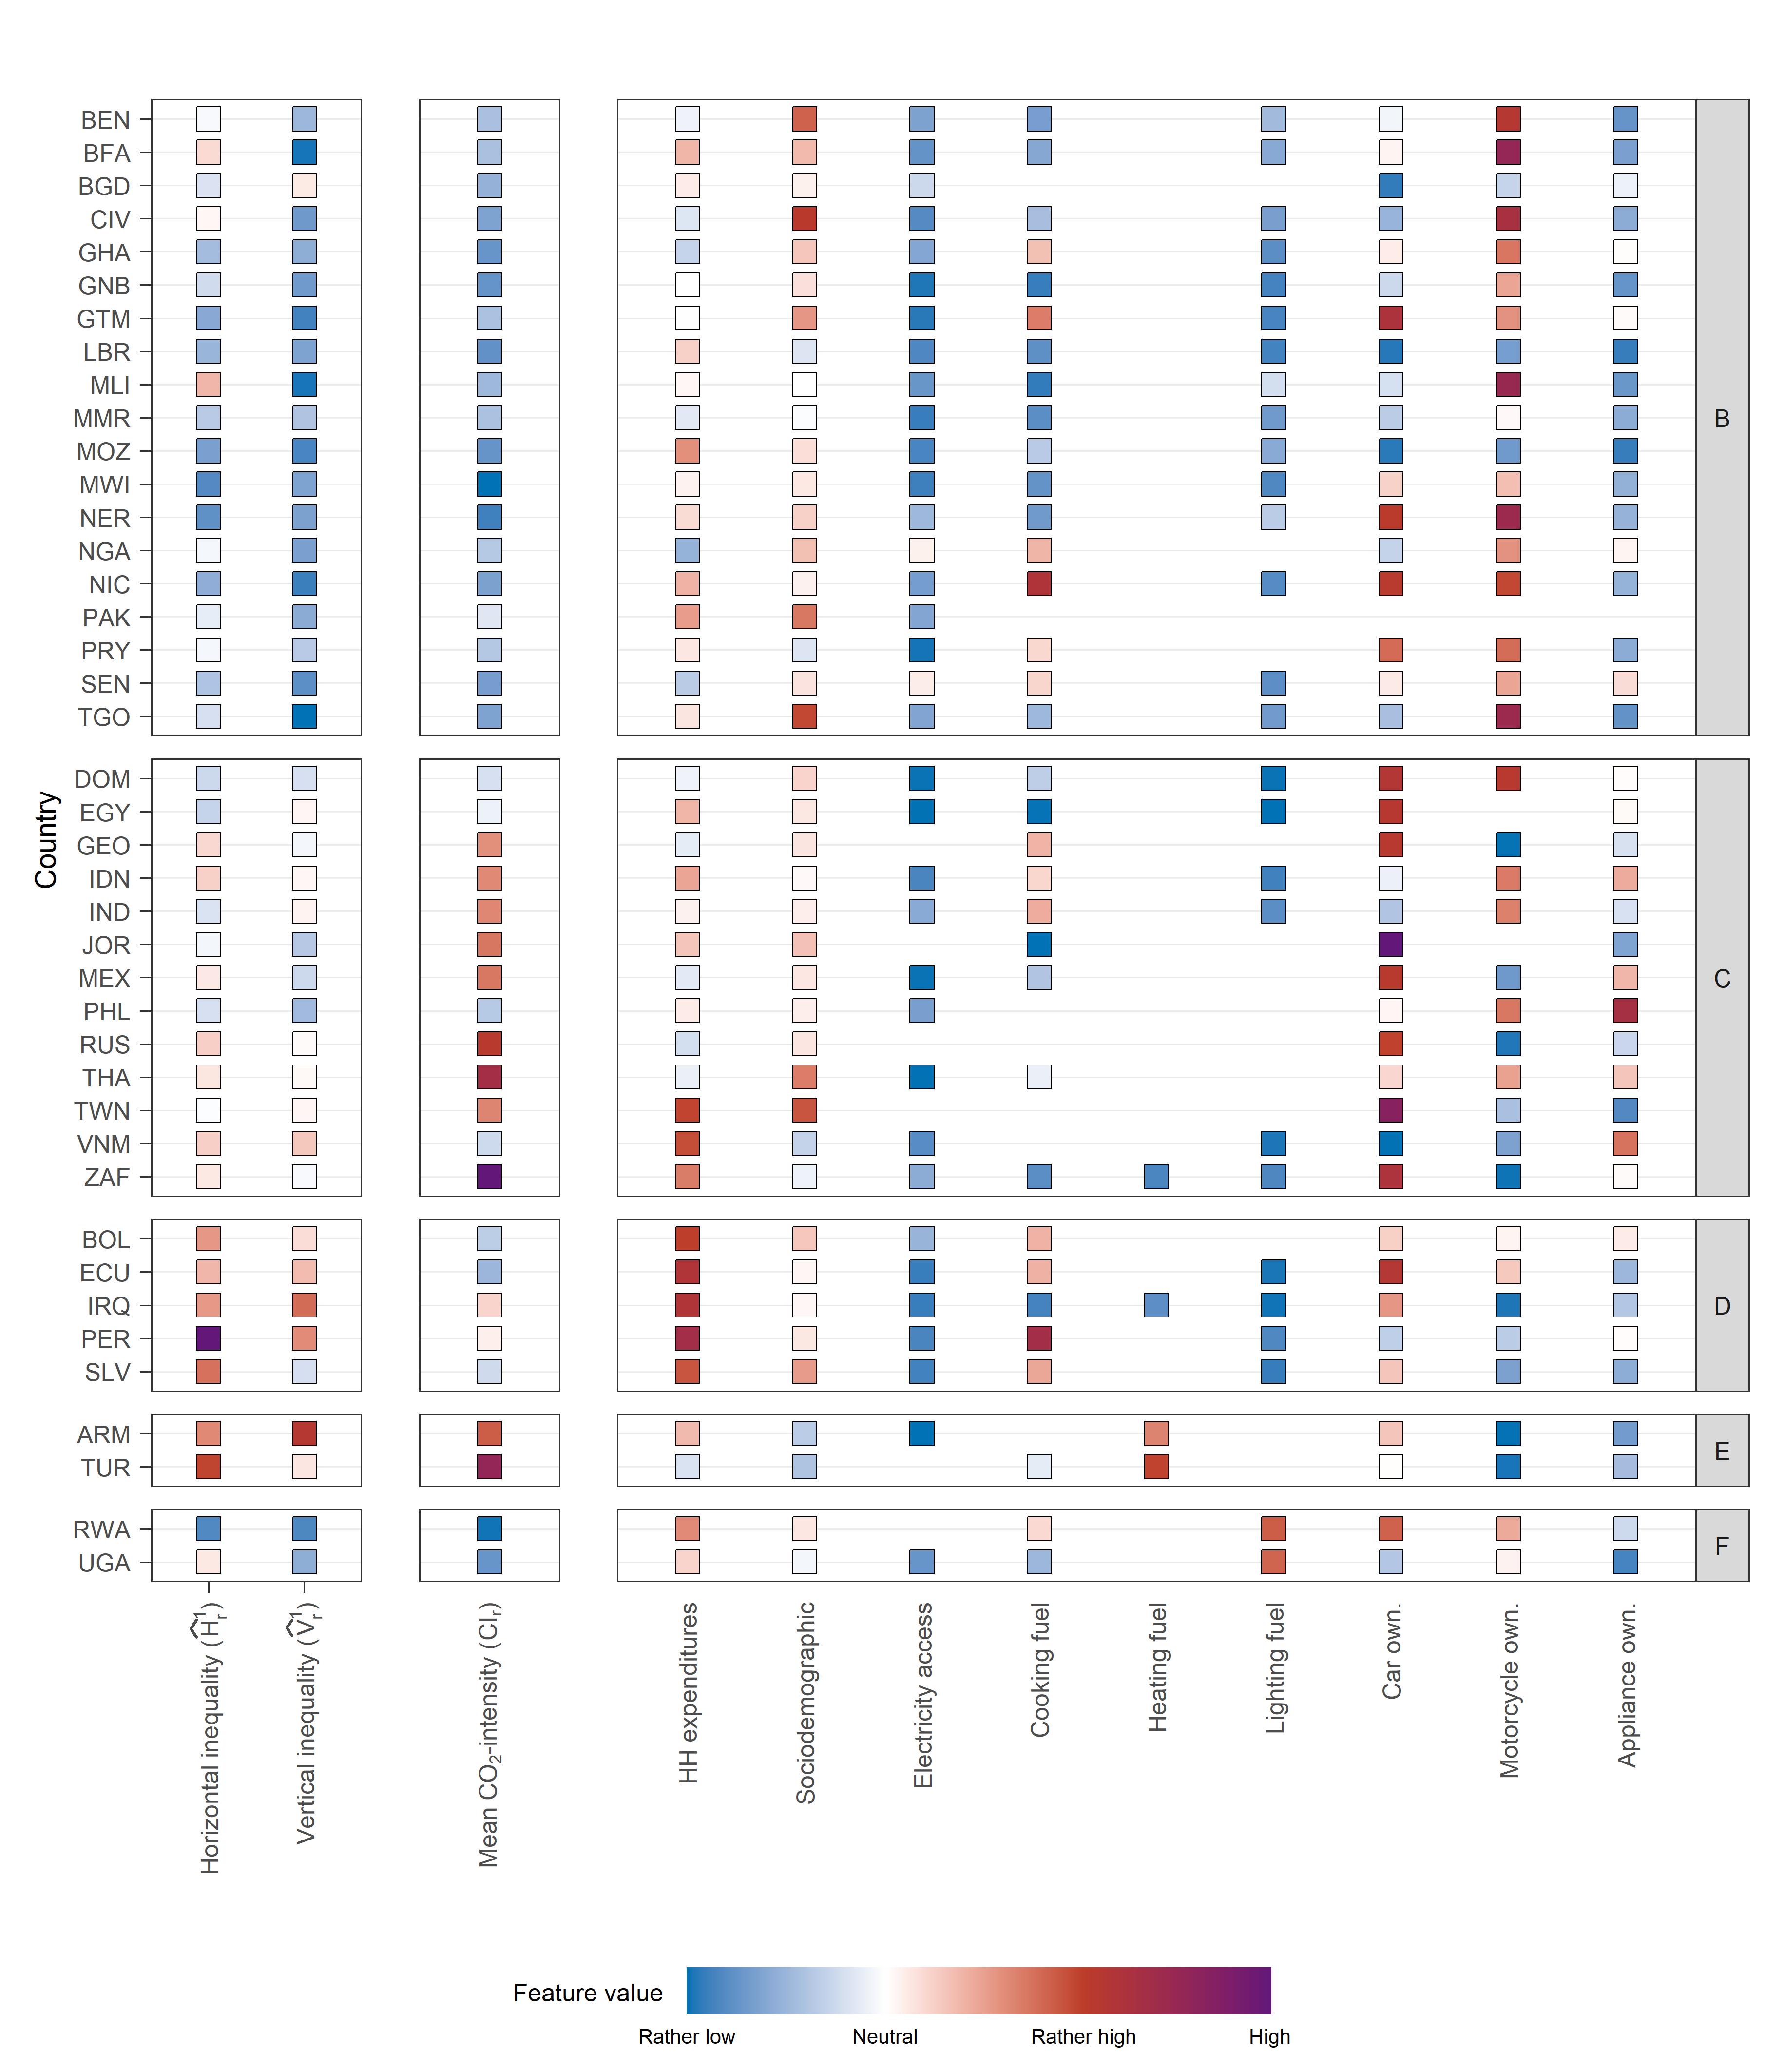 BEN
BFA
BGD
CIV
GHA
GNB
GTM
LBR
MLI
MMR
MOZ
MWI
NER
NGA
NIC
PAK
PRY
SEN
TGO
B
DOM
EGY
GEO
IDN
IND
JOR
MEX
PHL
RUS
THA
TWN
VNM
ZAF
C
BOL
ECU
IRQ
PER
SLV
D
ARM
TUR
E
RWA
UGA
F
Country
Horizontal inequality (Ĥ¹ᵣ)
Vertical inequality (V̂¹ᵣ)
Mean CO₂-intensity (CIᵣ)
HH expenditures
Sociodemographic
Electricity access
Cooking fuel
Heating fuel
Lighting fuel
Car own.
Motorcycle own.
Appliance own.
Feature value
Rather low
Neutral
Rather high
High